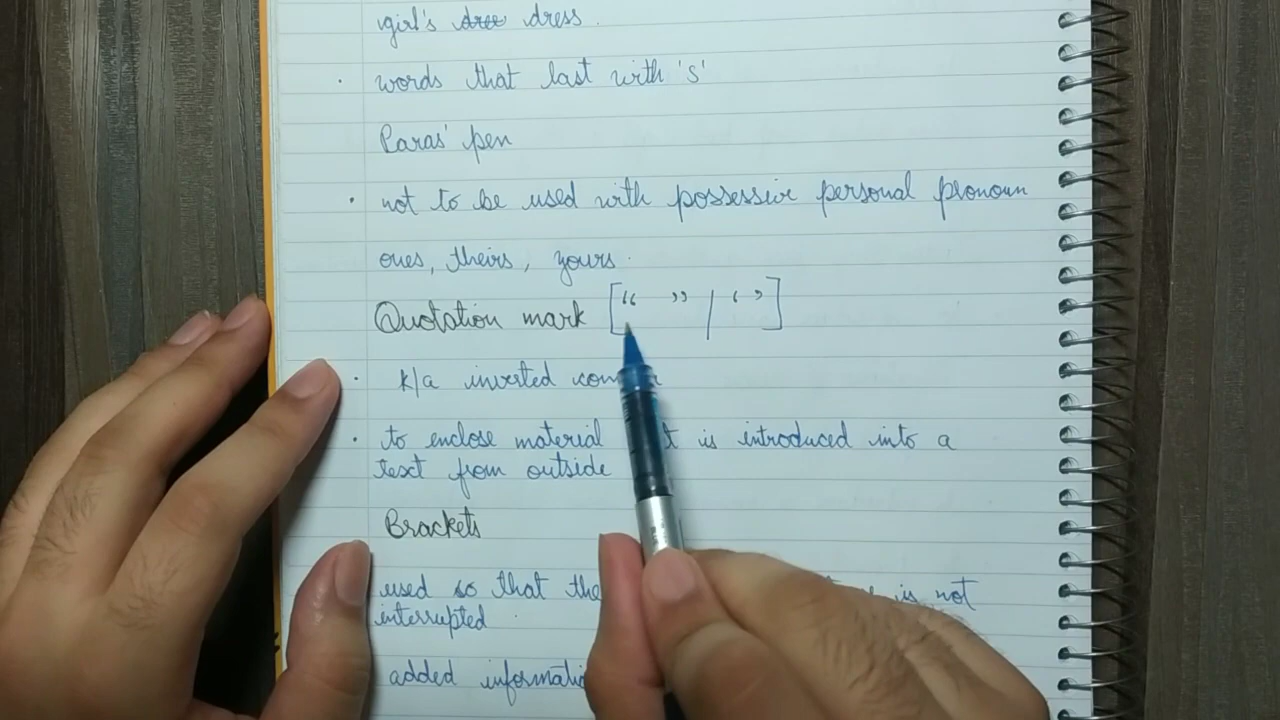 girl's dree dress.
· words that last with 's'
Paras' pen
· not to be used with possessive personal pronoun
ours, theirs, yours.
Quotation mark [“ ” / ‘ ’]
· k/a inverted
· to enclose material is introduced into a
text from outside
Brackets
used so that the is not
interrupted.
added